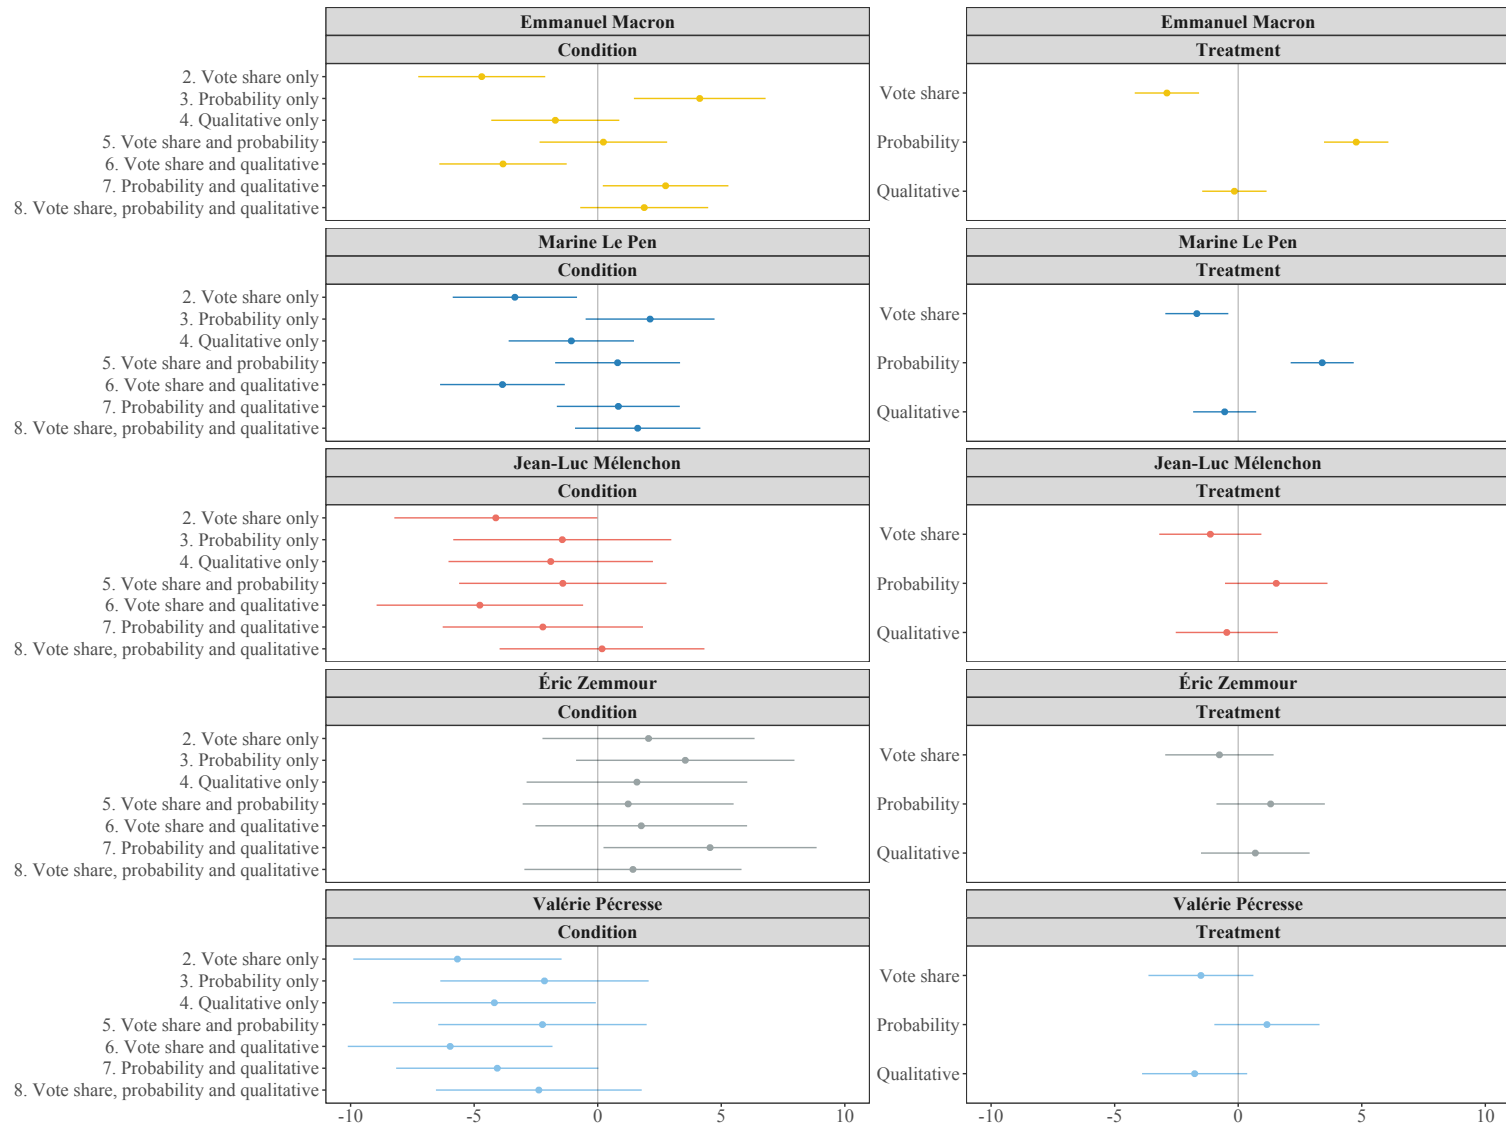 Emmanuel Macron
Condition
2. Vote share only
3. Probability only
4. Qualitative only
5. Vote share and probability
6. Vote share and qualitative
7. Probability and qualitative
8. Vote share, probability and qualitative
Emmanuel Macron
Treatment
Vote share
Probability
Qualitative
Marine Le Pen
Condition
2. Vote share only
3. Probability only
4. Qualitative only
5. Vote share and probability
6. Vote share and qualitative
7. Probability and qualitative
8. Vote share, probability and qualitative
Marine Le Pen
Treatment
Vote share
Probability
Qualitative
Jean-Luc Mélenchon
Condition
2. Vote share only
3. Probability only
4. Qualitative only
5. Vote share and probability
6. Vote share and qualitative
7. Probability and qualitative
8. Vote share, probability and qualitative
Jean-Luc Mélenchon
Treatment
Vote share
Probability
Qualitative
Éric Zemmour
Condition
2. Vote share only
3. Probability only
4. Qualitative only
5. Vote share and probability
6. Vote share and qualitative
7. Probability and qualitative
8. Vote share, probability and qualitative
Éric Zemmour
Treatment
Vote share
Probability
Qualitative
Valérie Pécresse
Condition
2. Vote share only
3. Probability only
4. Qualitative only
5. Vote share and probability
6. Vote share and qualitative
7. Probability and qualitative
8. Vote share, probability and qualitative
-10 -5 0 5 10
Valérie Pécresse
Treatment
Vote share
Probability
Qualitative
-10 -5 0 5 10